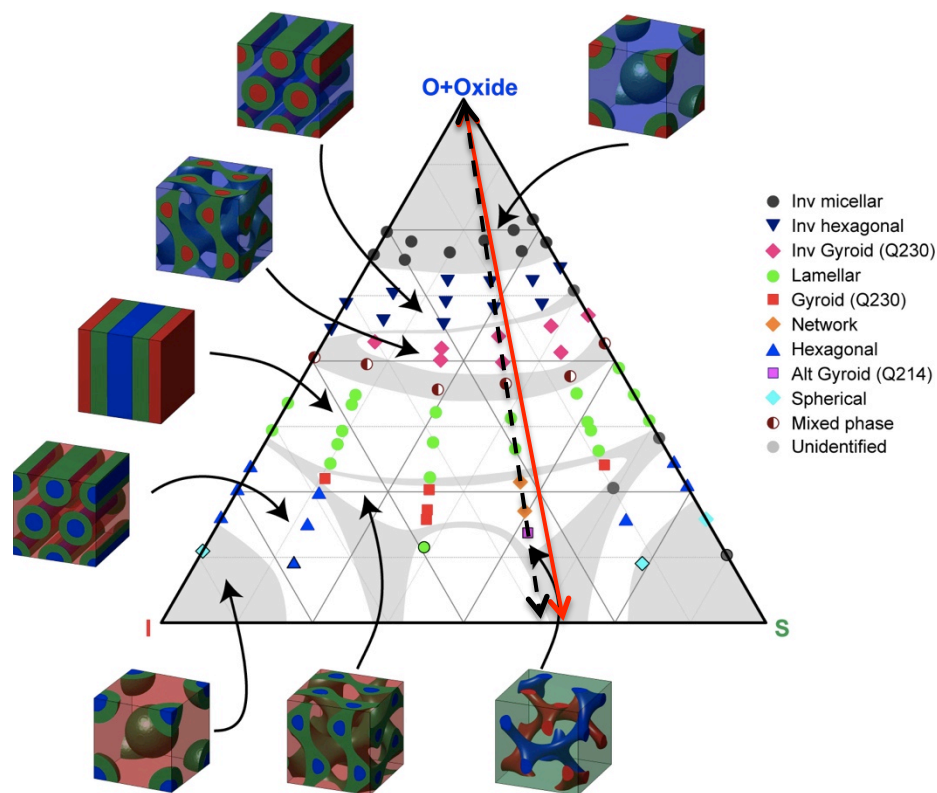 O+Oxide
Inv micellar
Inv hexagonal
Inv Gyroid (Q230)
Lamellar
Gyroid (Q230)
Network
Hexagonal
Alt Gyroid (Q214)
Spherical
Mixed phase
Unidentified
I
S